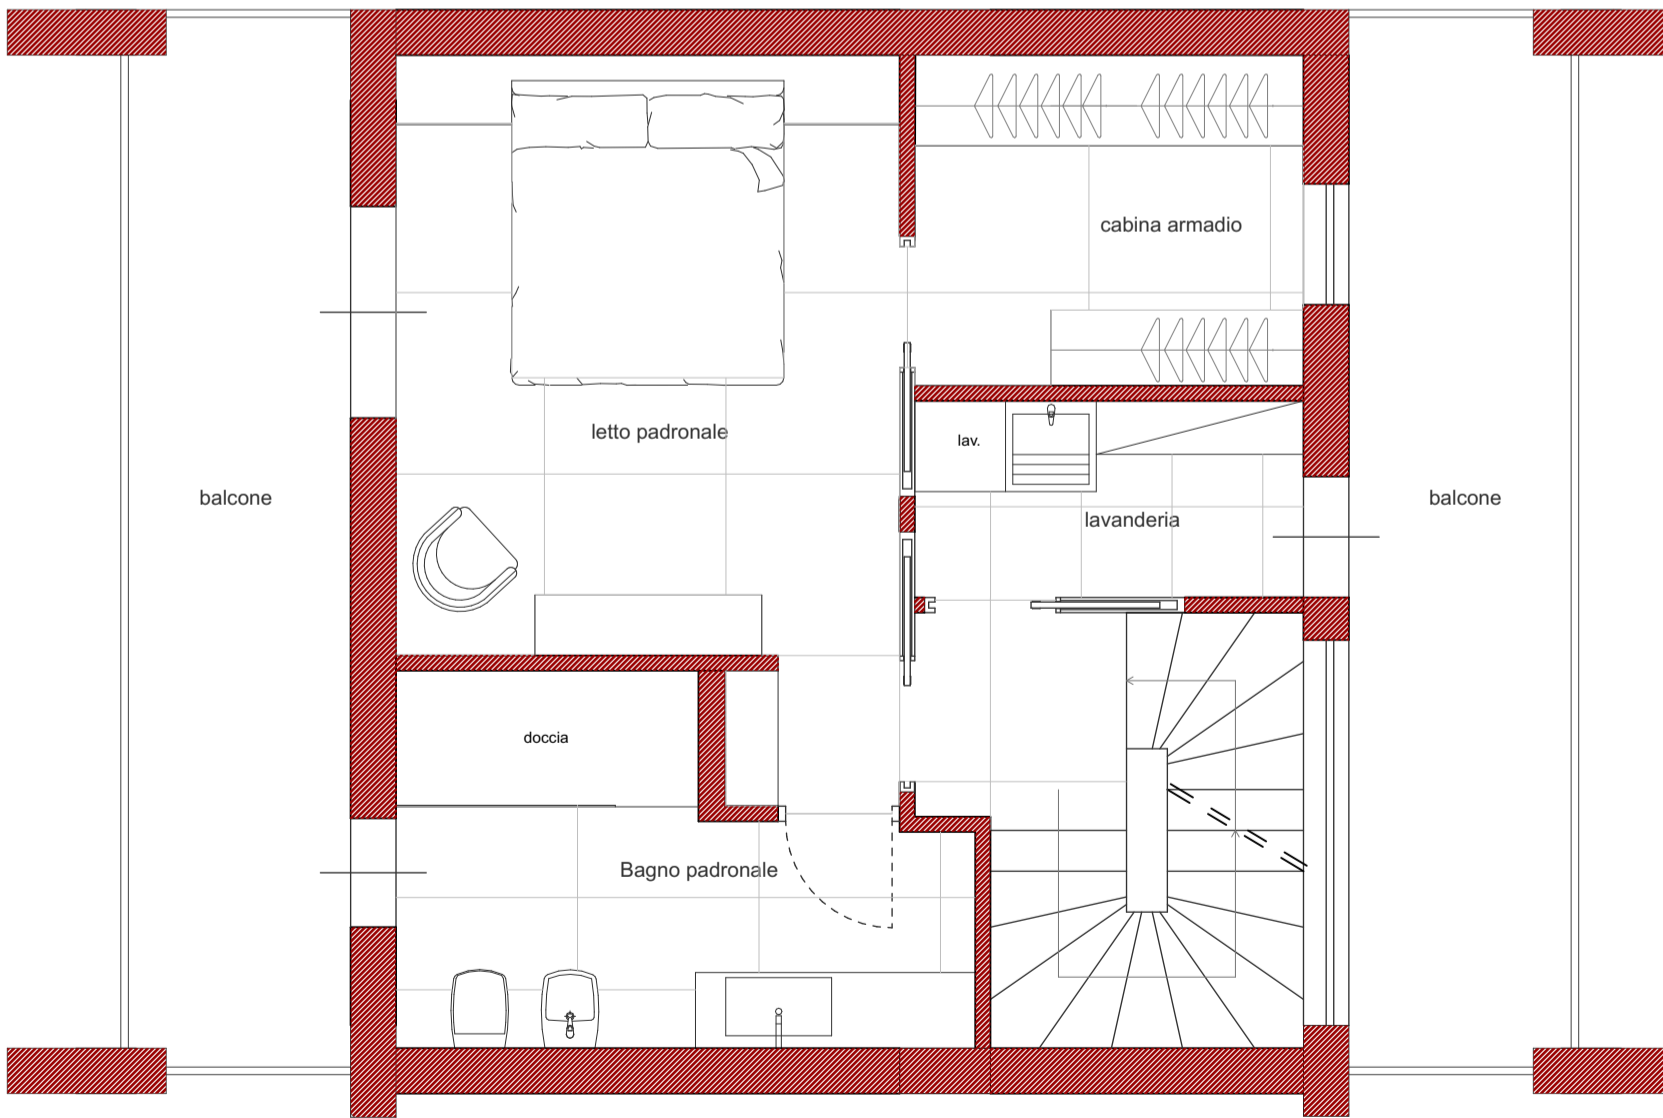 cabina armadio
letto padronale
lav.
balcone
balcone
lavanderia
doccia
Bagno padronale